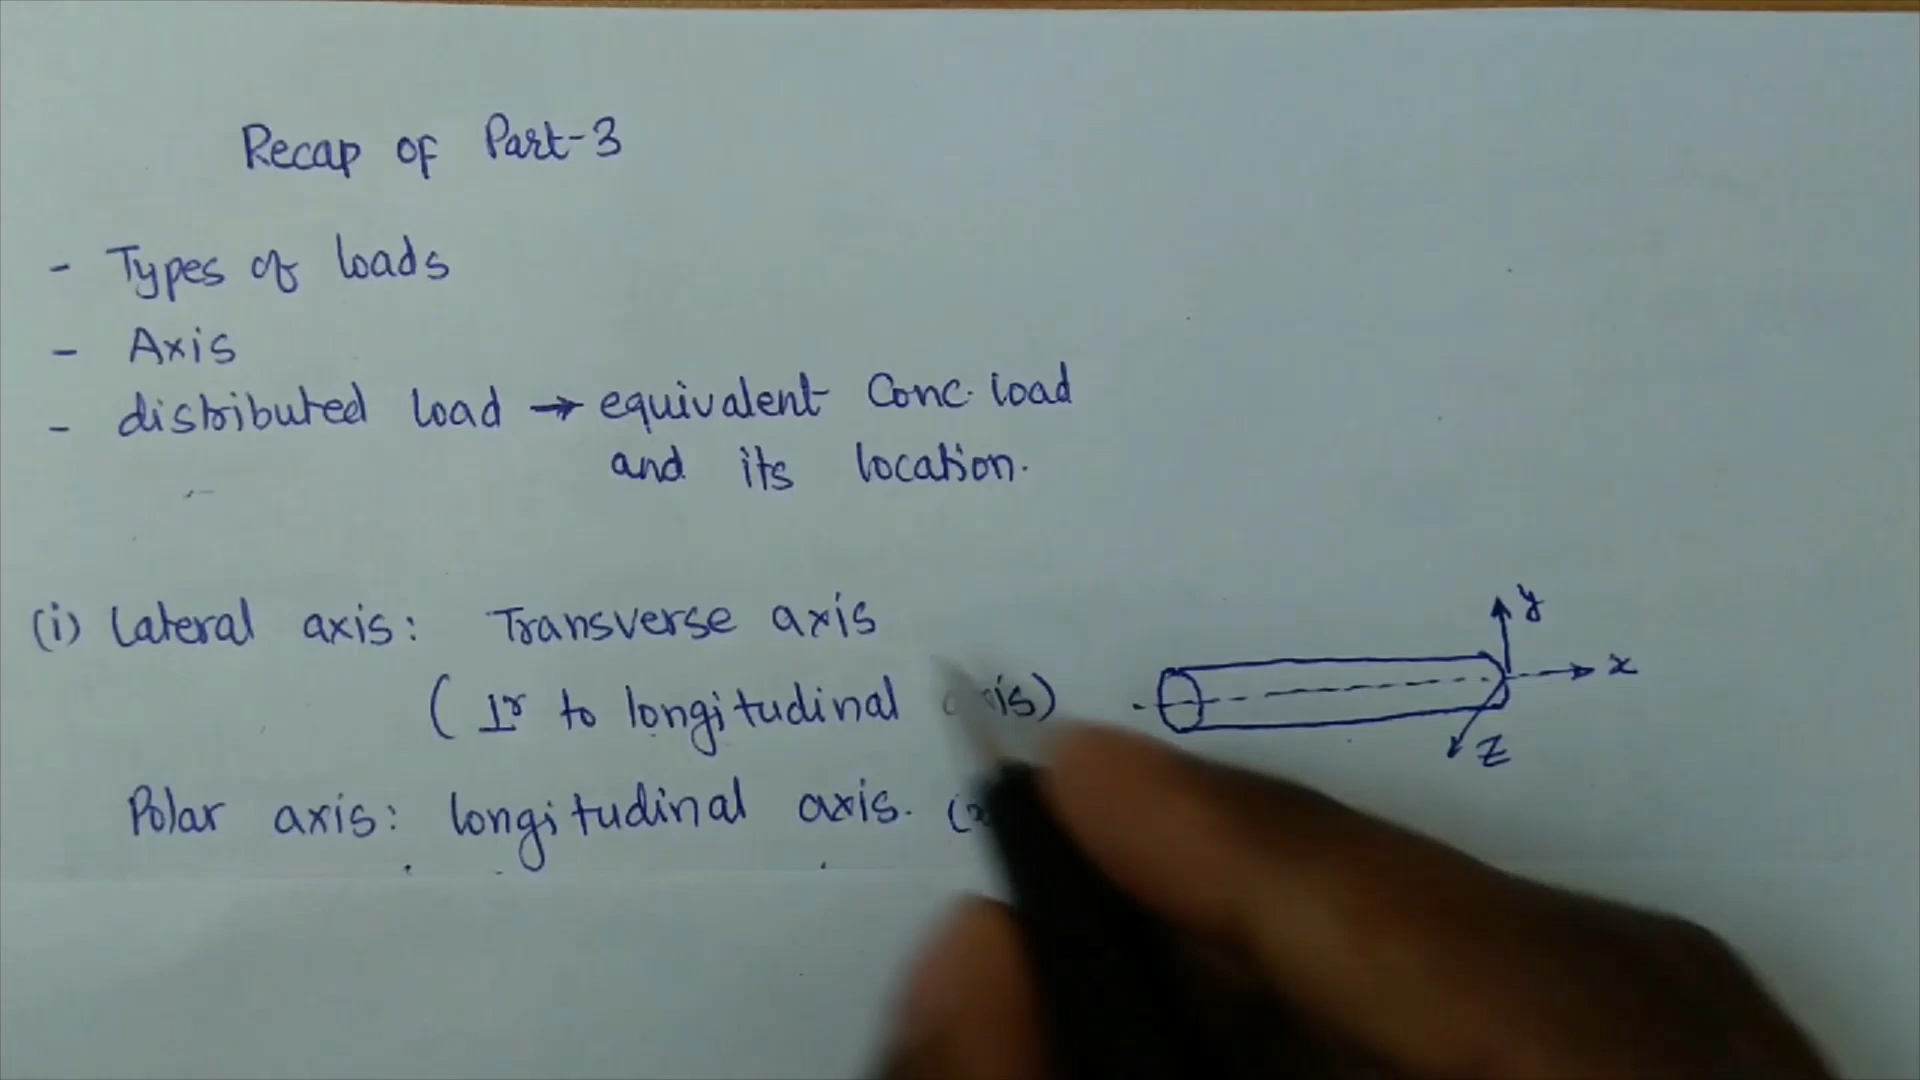 Recap of Part-3
- Types of loads
- Axis
- distributed load → equivalent Conc. load
and its location.
(i) Lateral axis: Transverse axis
(⊥r to longitudinal axis)
Polar axis: longitudinal axis.
y
x
z